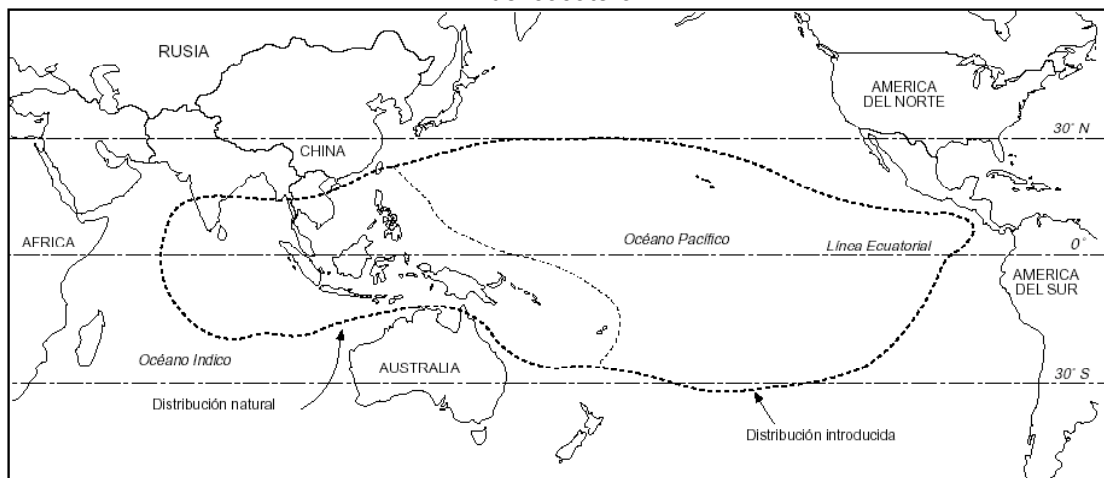 RUSIA
AMERICA
DEL NORTE
30° N
CHINA
AFRICA
Océano Pacífico
Línea Ecuatorial
0°
AMERICA
DEL SUR
Océano Indico
AUSTRALIA
30° S
Distribución natural
Distribución introducida